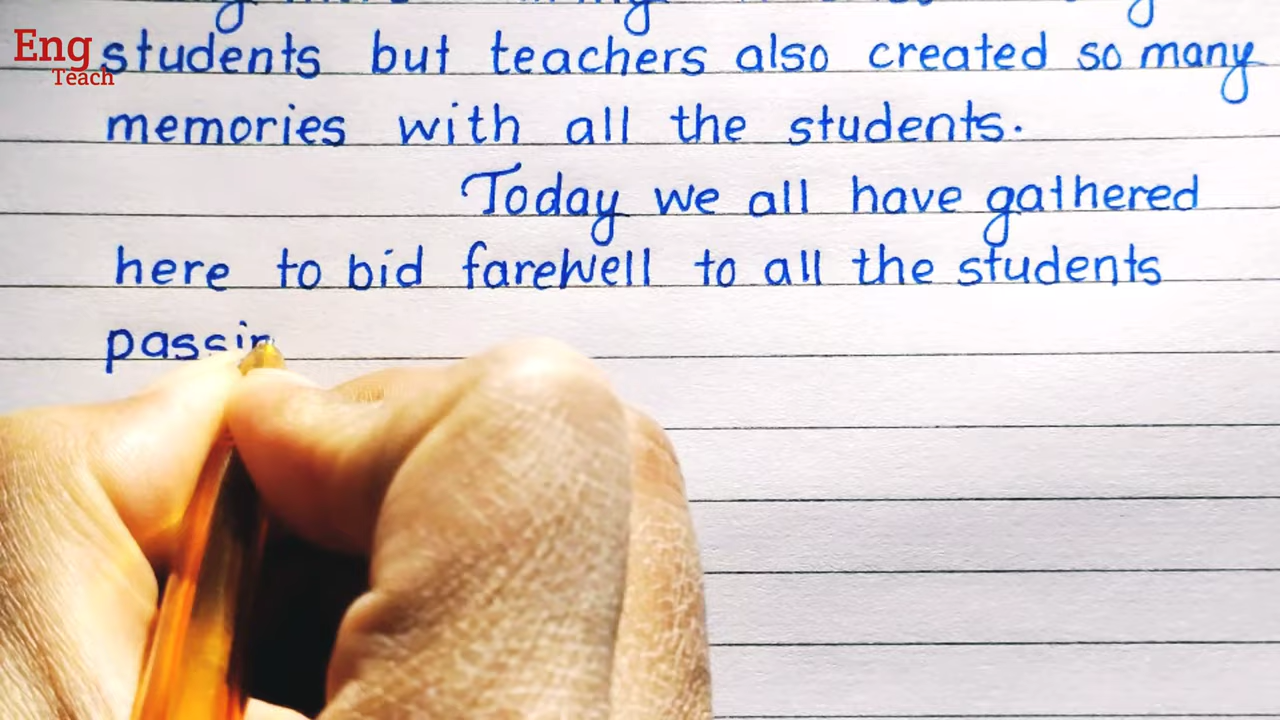 Eng
Teach
students but teachers also created so many
memories with all the students.
Today we all have gathered
here to bid farewell to all the students